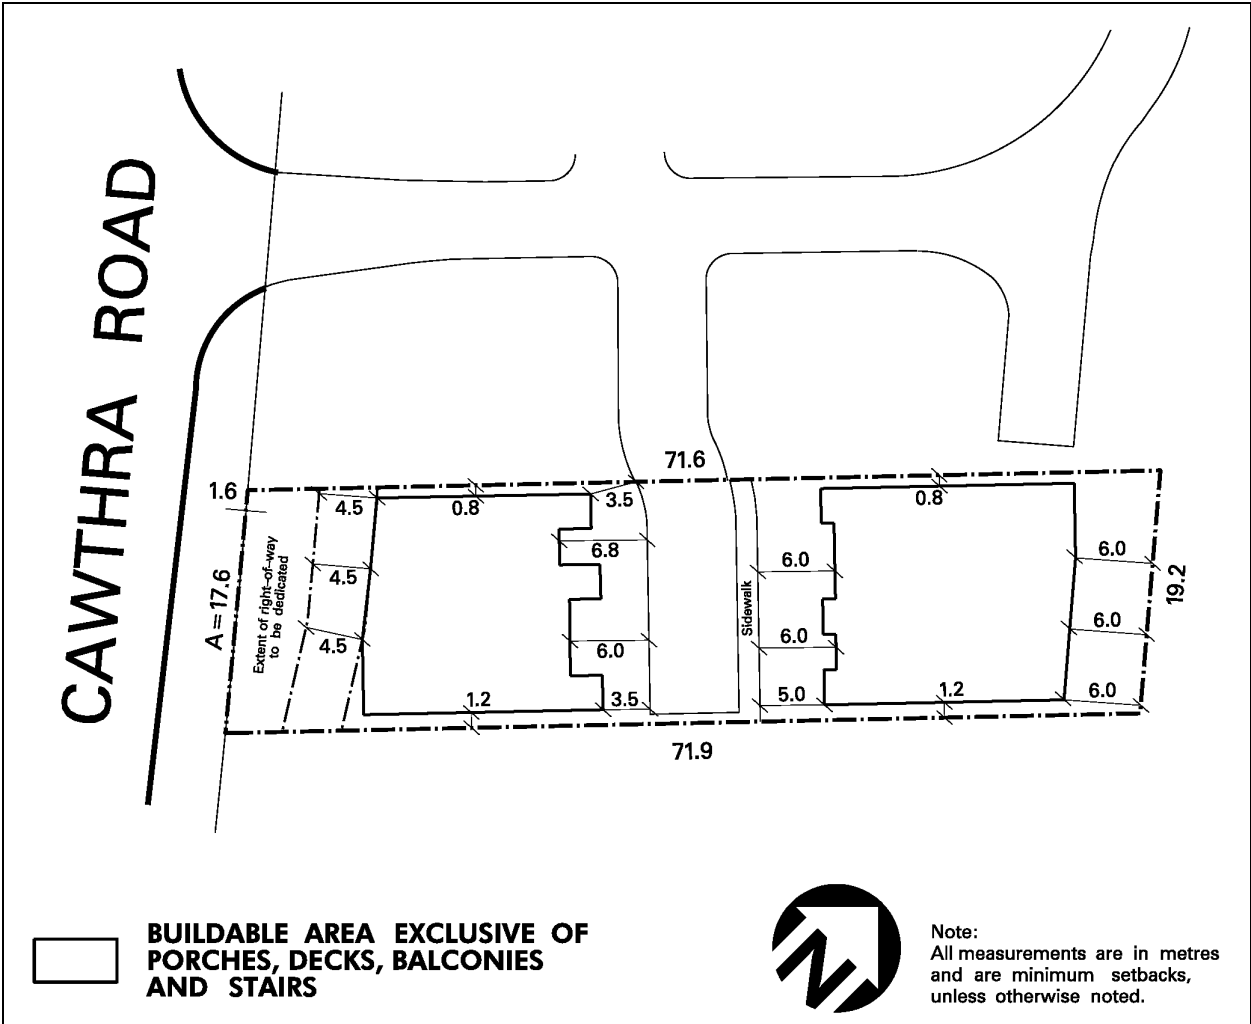 CAWTHRA ROAD
71.6
1.6
4.5
0.8
3.5
0.8
6.8
6.0
6.0
4.5
A=17.6
Extent of right-of-way
to be dedicated
Sidewalk
19.2
4.5
6.0
6.0
6.0
1.2
3.5
5.0
1.2
6.0
71.9
BUILDABLE AREA EXCLUSIVE OF
PORCHES, DECKS, BALCONIES
AND STAIRS
N
Note:
All measurements are in metres
and are minimum setbacks,
unless otherwise noted.